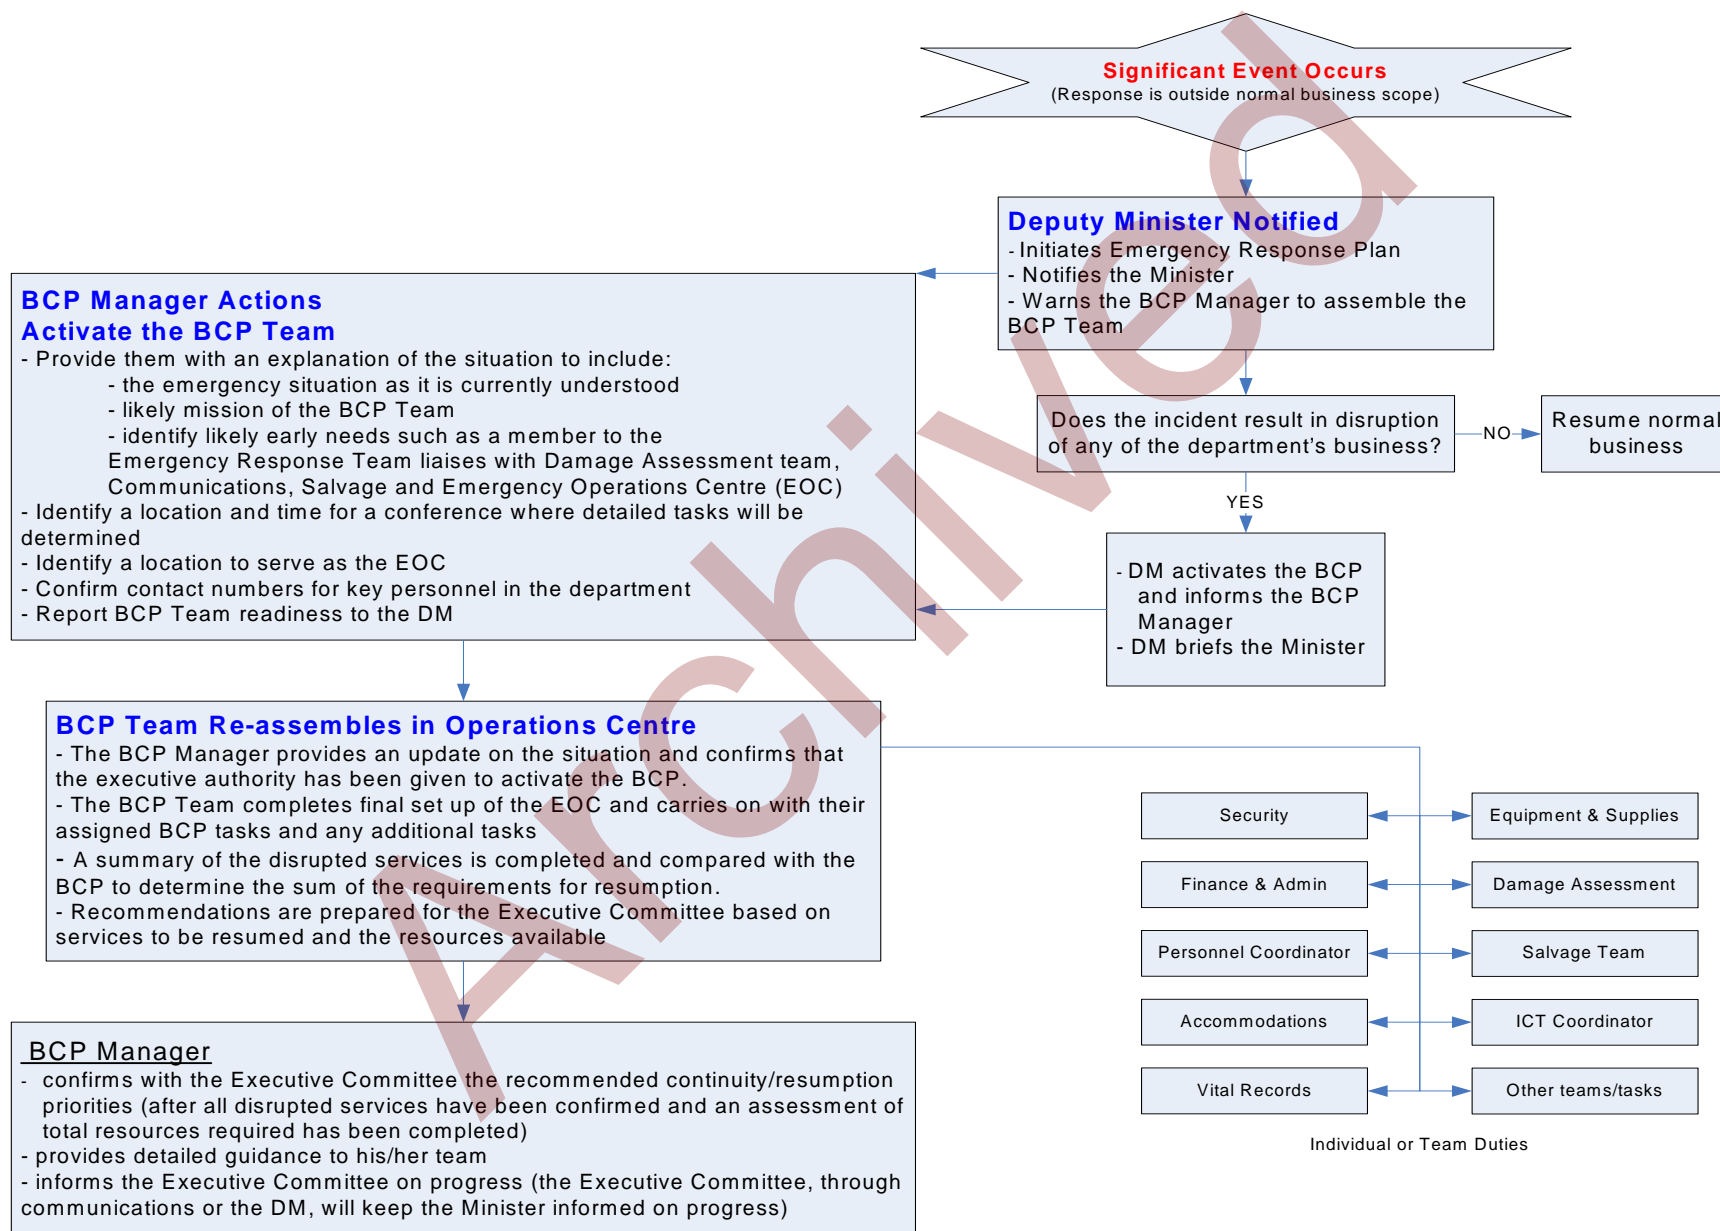 Significant Event Occurs
(Response is outside normal business scope)
Deputy Minister Notified
- Initiates Emergency Response Plan
- Notifies the Minister
- Warns the BCP Manager to assemble the
BCP Team
BCP Manager Actions
Activate the BCP Team
- Provide them with an explanation of the situation to include:
- the emergency situation as it is currently understood
- likely mission of the BCP Team
- identify likely early needs such as a member to the
Emergency Response Team liaises with Damage Assessment team,
Communications, Salvage and Emergency Operations Centre (EOC)
- Identify a location and time for a conference where detailed tasks will be
determined
- Identify a location to serve as the EOC
- Confirm contact numbers for key personnel in the department
- Report BCP Team readiness to the DM
Does the incident result in disruption
of any of the department's business?
NO
Resume normal
business
YES
- DM activates the BCP
and informs the BCP
Manager
- DM briefs the Minister
BCP Team Re-assembles in Operations Centre
- The BCP Manager provides an update on the situation and confirms that
the executive authority has been given to activate the BCP.
- The BCP Team completes final set up of the EOC and carries on with their
assigned BCP tasks and any additional tasks
- A summary of the disrupted services is completed and compared with the
BCP to determine the sum of the requirements for resumption.
- Recommendations are prepared for the Executive Committee based on
services to be resumed and the resources available
Security
Equipment & Supplies
Finance & Admin
Damage Assessment
Personnel Coordinator
Salvage Team
Accommodations
ICT Coordinator
Vital Records
Other teams/tasks
Individual or Team Duties
BCP Manager
- confirms with the Executive Committee the recommended continuity/resumption
priorities (after all disrupted services have been confirmed and an assessment of
total resources required has been completed)
- provides detailed guidance to his/her team
- informs the Executive Committee on progress (the Executive Committee, through
communications or the DM, will keep the Minister informed on progress)
Archived